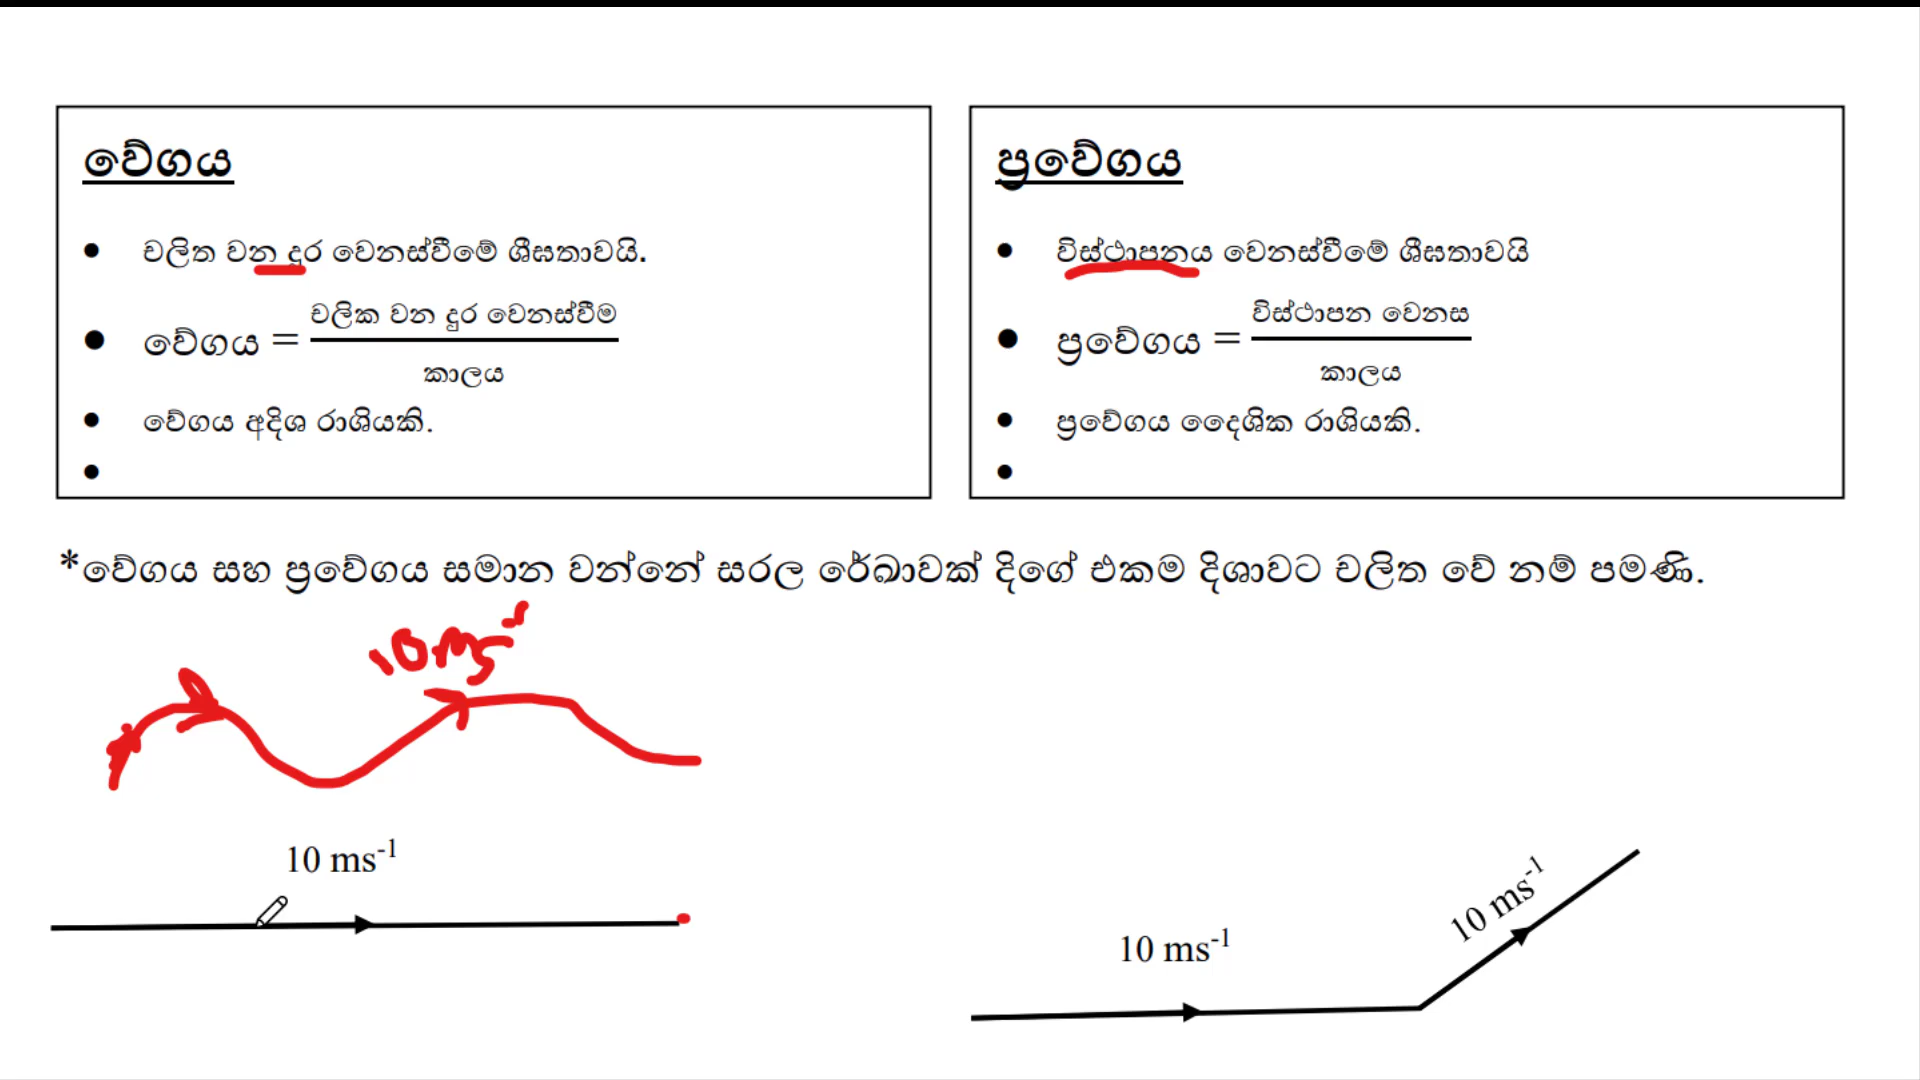 වේගය
• චලිත වන දුර වෙනස්වීමේ ශීඝතාවයි.
• වේගය = චලික වන දුර වෙනස්වීම / කාලය
• වේගය අදිශ රාශියකි.
•
ප්‍රවේගය
• විස්ථාපනය වෙනස්වීමේ ශීඝතාවයි
• ප්‍රවේගය = විස්ථාපන වෙනස / කාලය
• ප්‍රවේගය දෛශික රාශියකි.
•
*වේගය සහ ප්‍රවේගය සමාන වන්නේ සරල රේඛාවක් දිගේ එකම දිශාවට චලිත වේ නම් පමණි.
10 ms⁻¹
10 ms⁻¹
10 ms⁻¹
10 ms⁻¹